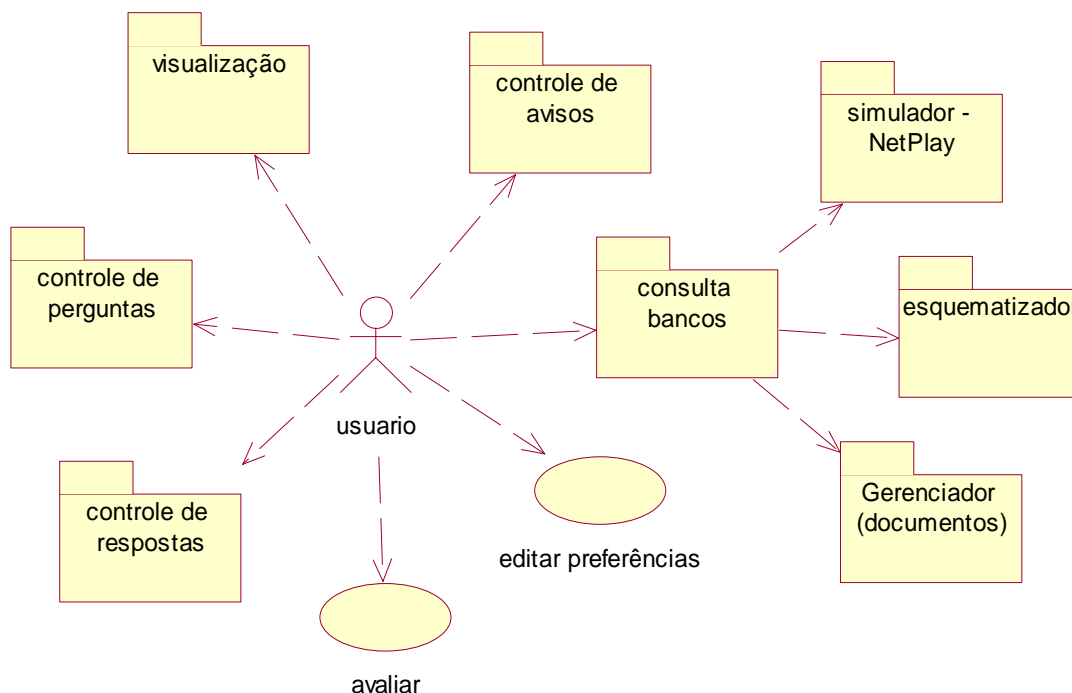 visualização
controle de
avisos
simulador -
NetPlay
controle de
perguntas
consulta
bancos
esquematizador
usuario
controle de
respostas
editar preferências
Gerenciador
(documentos)
avaliar